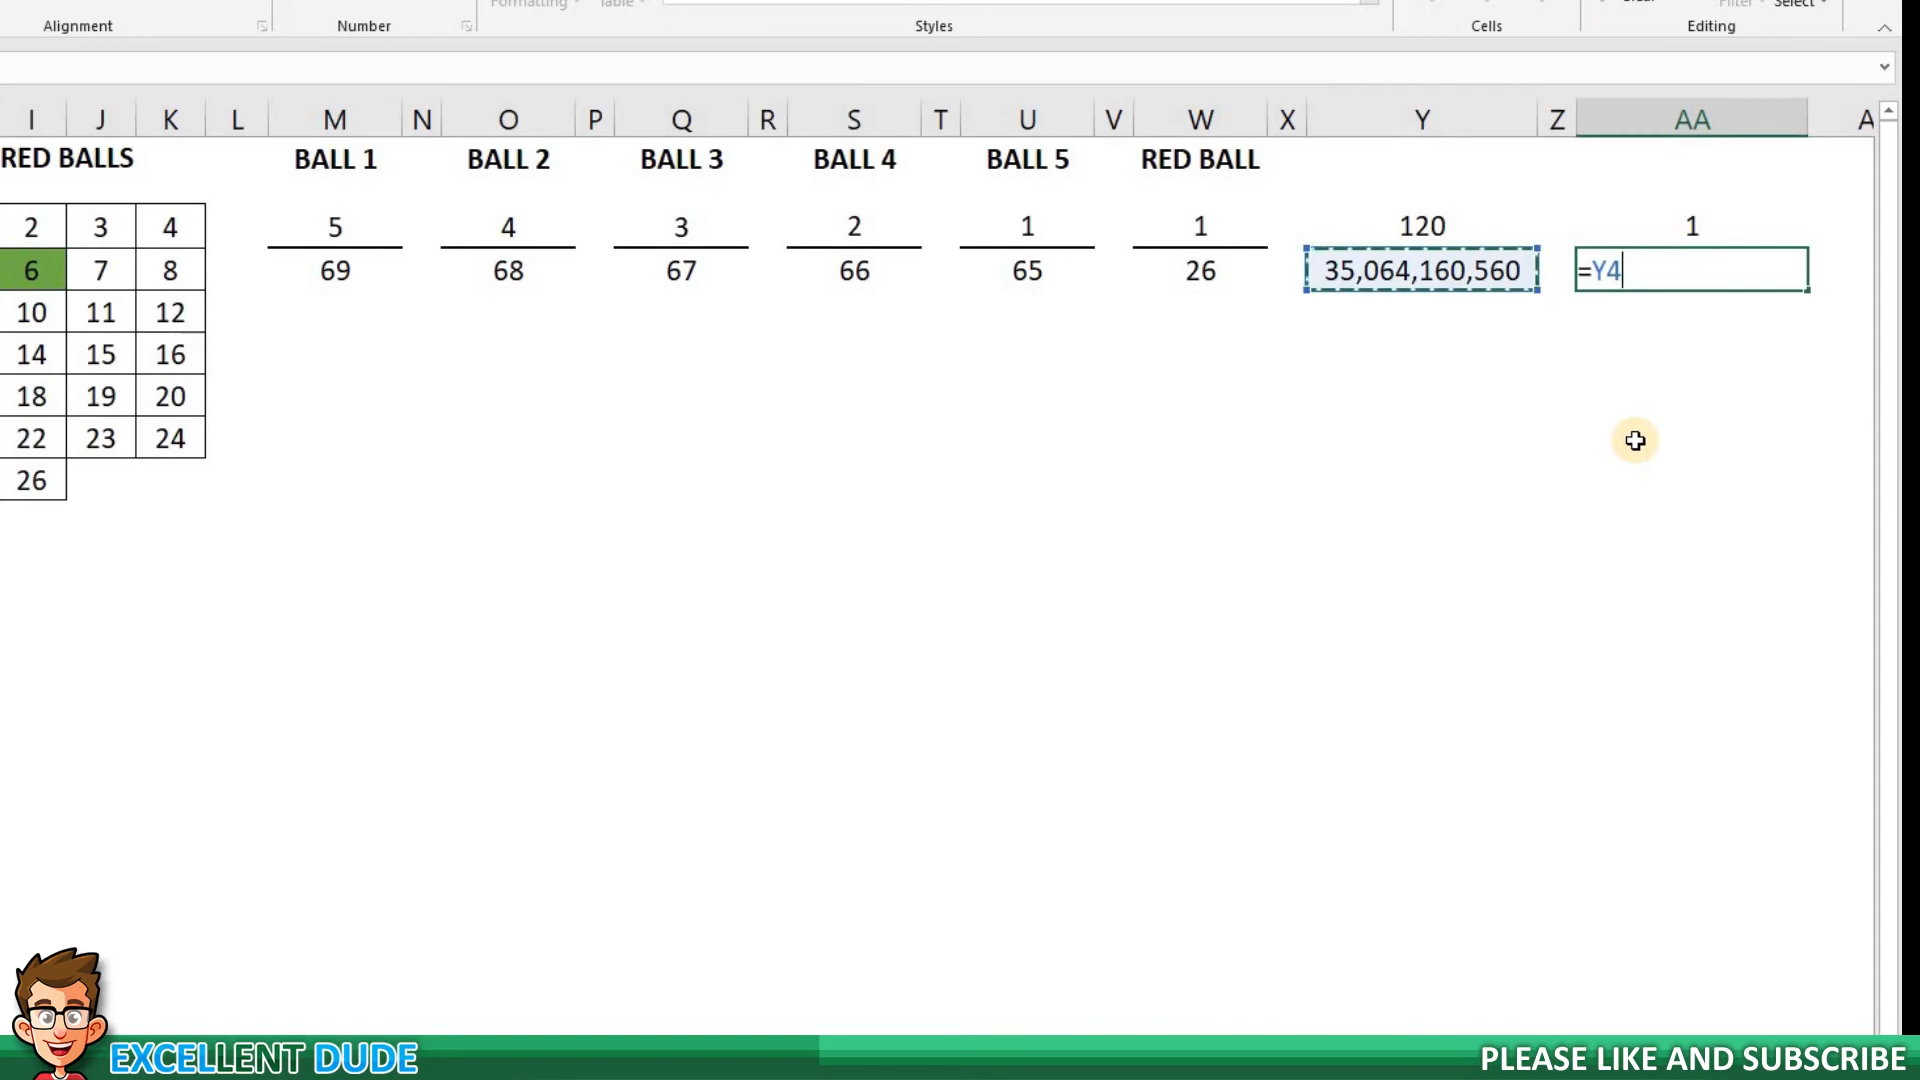 Formatting Table
Select
Alignment Number Styles Cells Editing
I J K L M N O P Q R S T U V W X Y Z AA A
RED BALLS BALL 1 BALL 2 BALL 3 BALL 4 BALL 5 RED BALL
2 3 4 5 4 3 2 1 1 120 1
6 7 8 69 68 67 66 65 26 35,064,160,560 =Y4
10 11 12
14 15 16
18 19 20
22 23 24
26
EXCELLENT DUDE PLEASE LIKE AND SUBSCRIBE